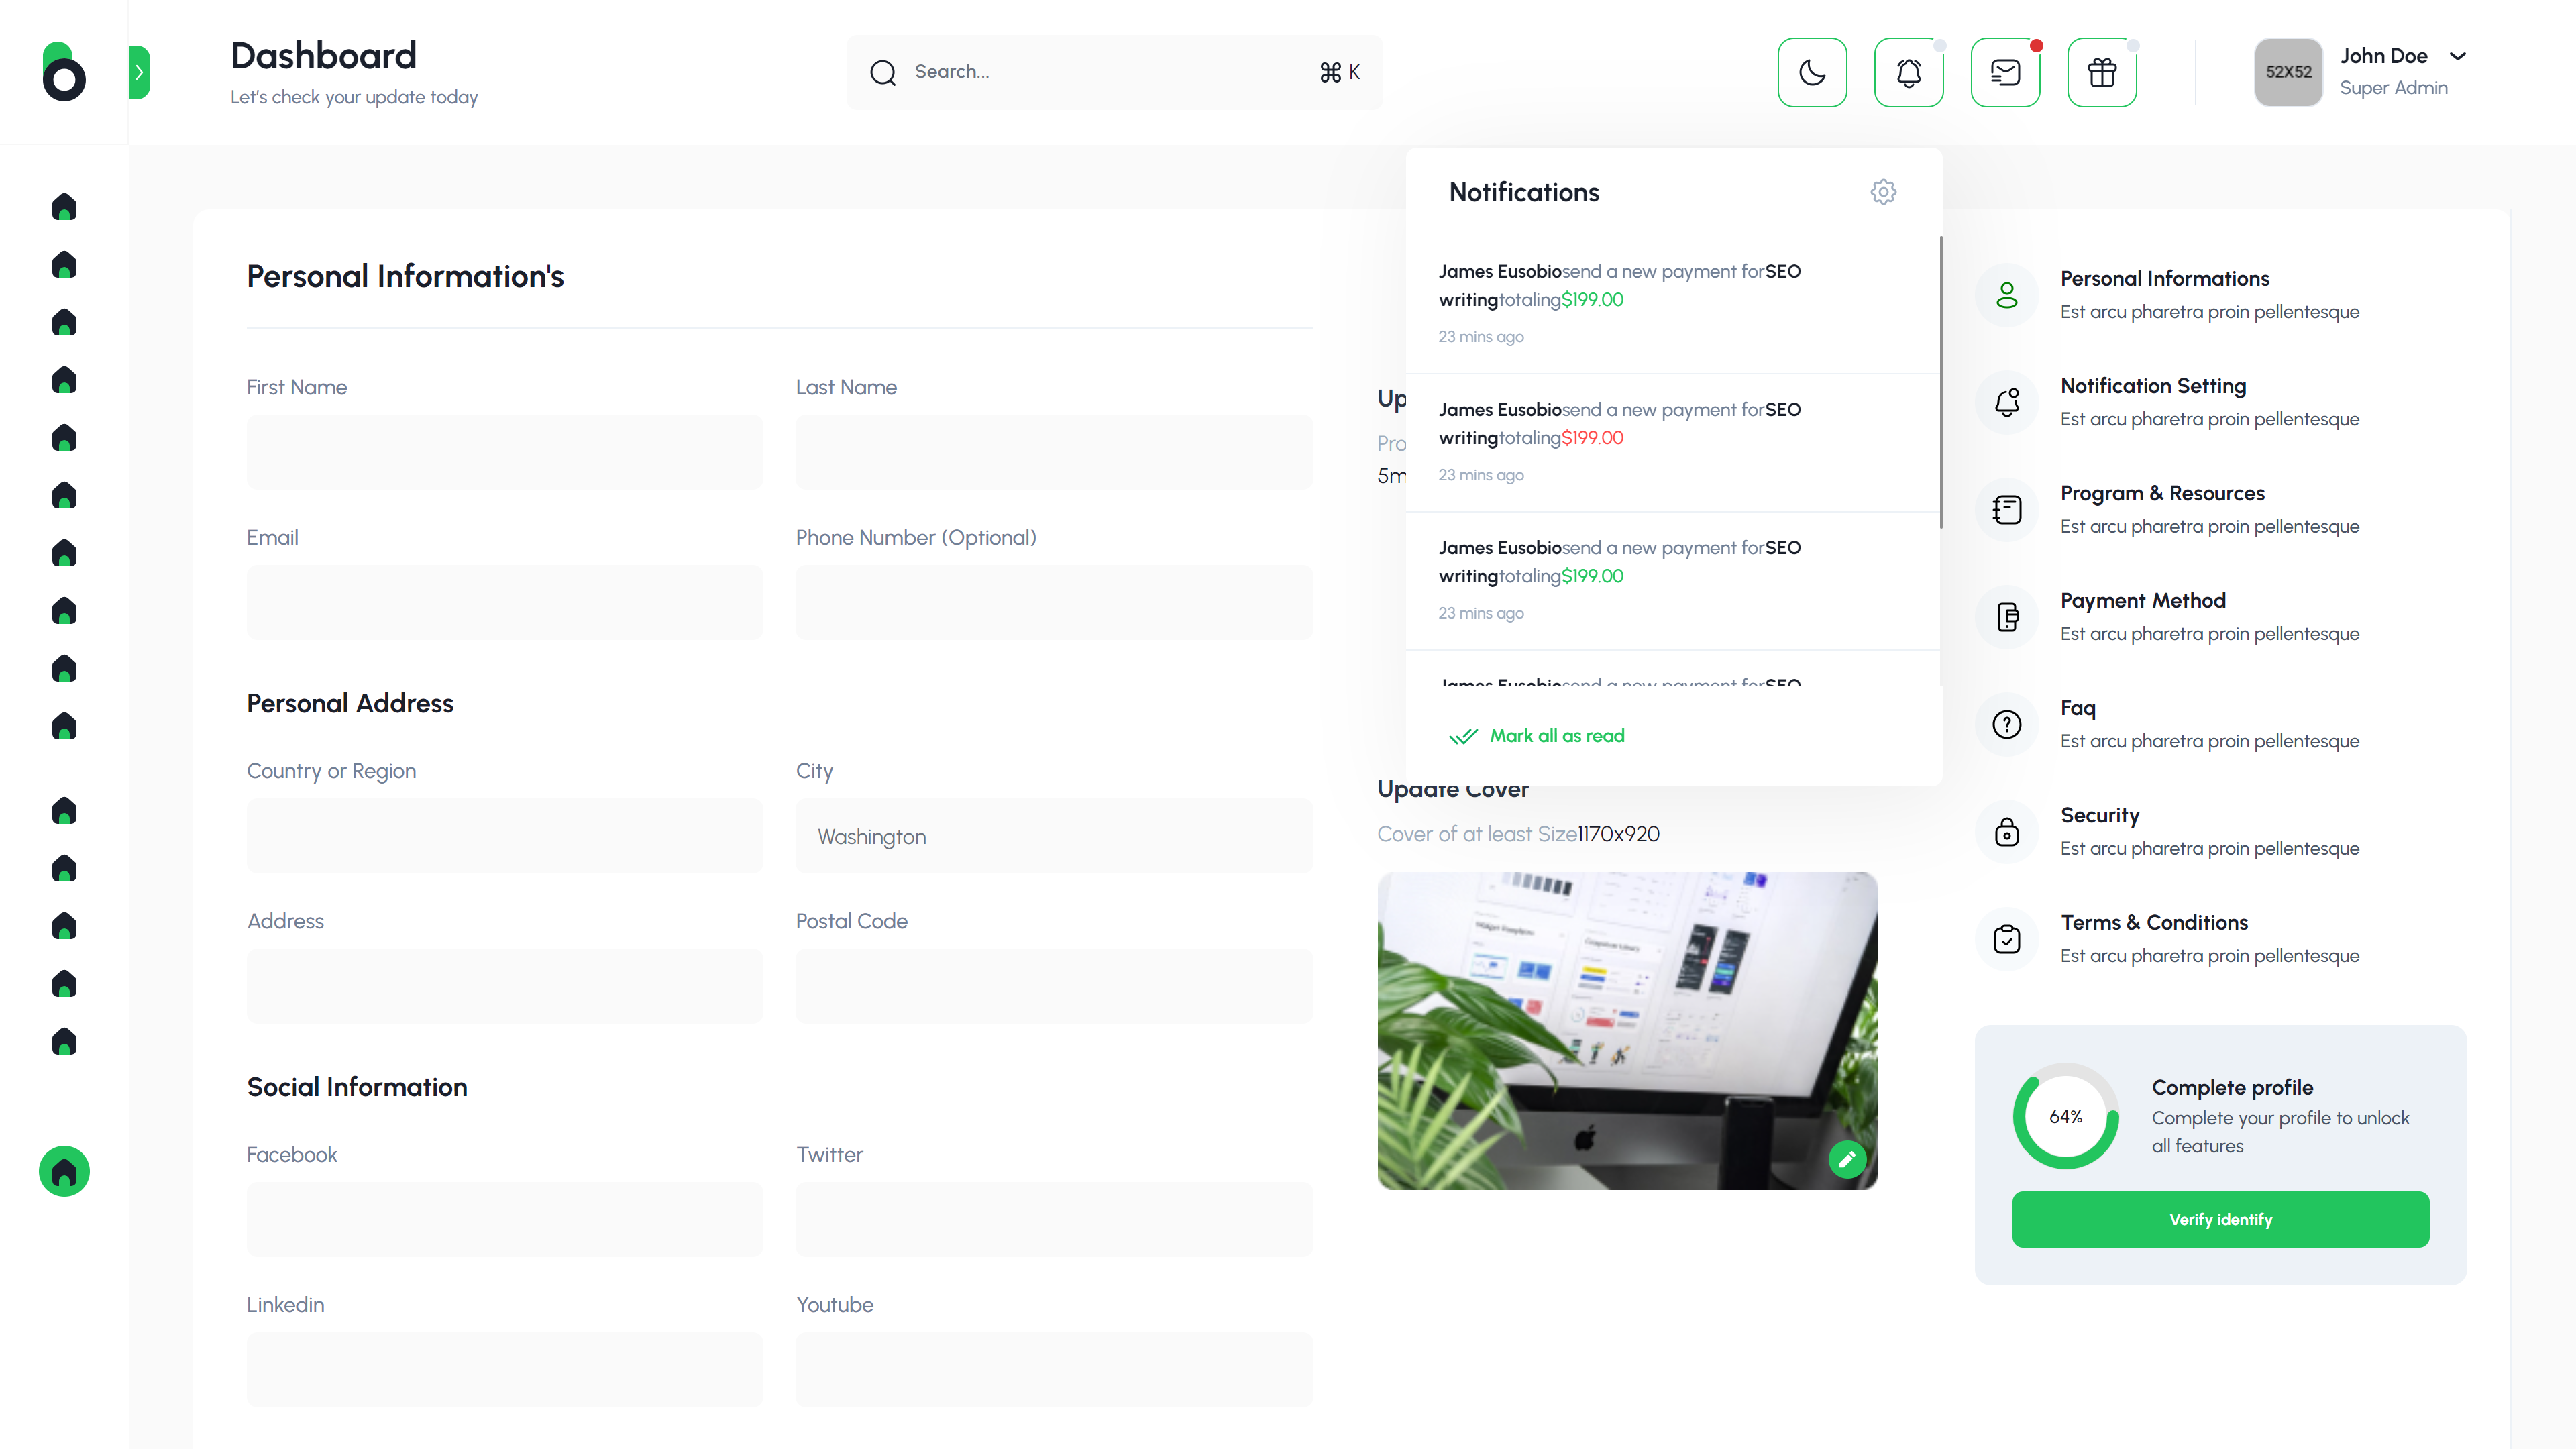 Dashboard
Let's check your update today
Search...
⌘ K
52X52
John Doe
Super Admin
Personal Information's
First Name
Last Name
Email
Phone Number (Optional)
Personal Address
Country or Region
City
Washington
Address
Postal Code
Social Information
Facebook
Twitter
Linkedin
Youtube
Up
Pro
5m
Notifications
James Eusobiosend a new payment forSEO
writingtotaling$199.00
23 mins ago
James Eusobiosend a new payment forSEO
writingtotaling$199.00
23 mins ago
James Eusobiosend a new payment forSEO
writingtotaling$199.00
23 mins ago
James Eusobiosend a new payment forSEO
Mark all as read
Update Cover
Cover of at least Size1170x920
Personal Informations
Est arcu pharetra proin pellentesque
Notification Setting
Est arcu pharetra proin pellentesque
Program & Resources
Est arcu pharetra proin pellentesque
Payment Method
Est arcu pharetra proin pellentesque
Faq
Est arcu pharetra proin pellentesque
Security
Est arcu pharetra proin pellentesque
Terms & Conditions
Est arcu pharetra proin pellentesque
64%
Complete profile
Complete your profile to unlock
all features
Verify identify